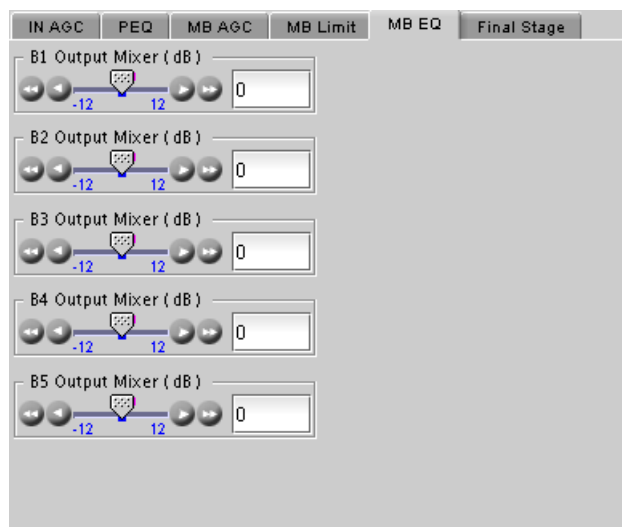 IN AGC PEQ MB AGC MB Limit MB EQ Final Stage
B1 Output Mixer ( dB )
0
-12 12
B2 Output Mixer ( dB )
0
-12 12
B3 Output Mixer ( dB )
0
-12 12
B4 Output Mixer ( dB )
0
-12 12
B5 Output Mixer ( dB )
0
-12 12